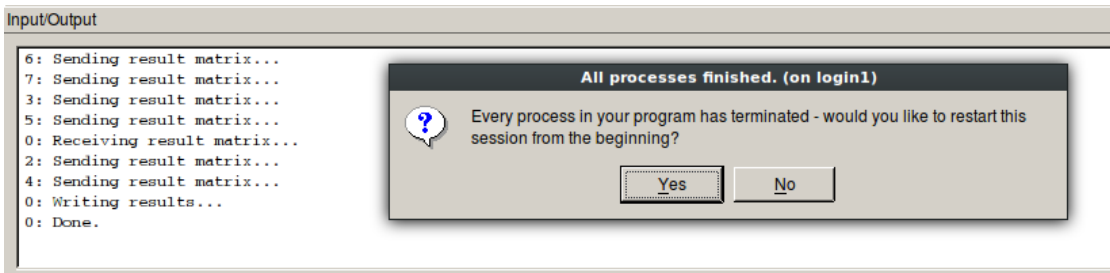 Input/Output
6: Sending result matrix...
7: Sending result matrix...
3: Sending result matrix...
5: Sending result matrix...
0: Receiving result matrix...
2: Sending result matrix...
4: Sending result matrix...
0: Writing results...
0: Done.
All processes finished. (on login1)
Every process in your program has terminated - would you like to restart this
session from the beginning?
Yes No